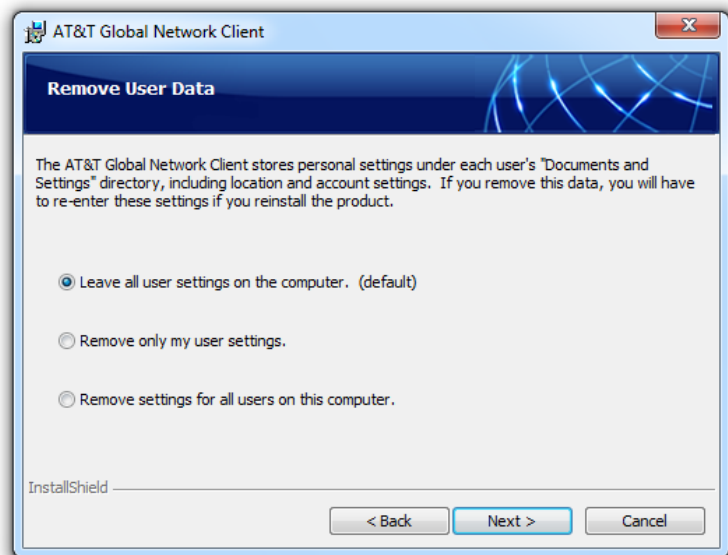 AT&T Global Network Client
Remove User Data
The AT&T Global Network Client stores personal settings under each user's "Documents and
Settings" directory, including location and account settings.  If you remove this data, you will have
to re-enter these settings if you reinstall the product.
Leave all user settings on the computer.  (default)
Remove only my user settings.
Remove settings for all users on this computer.
InstallShield
< Back
Next >
Cancel